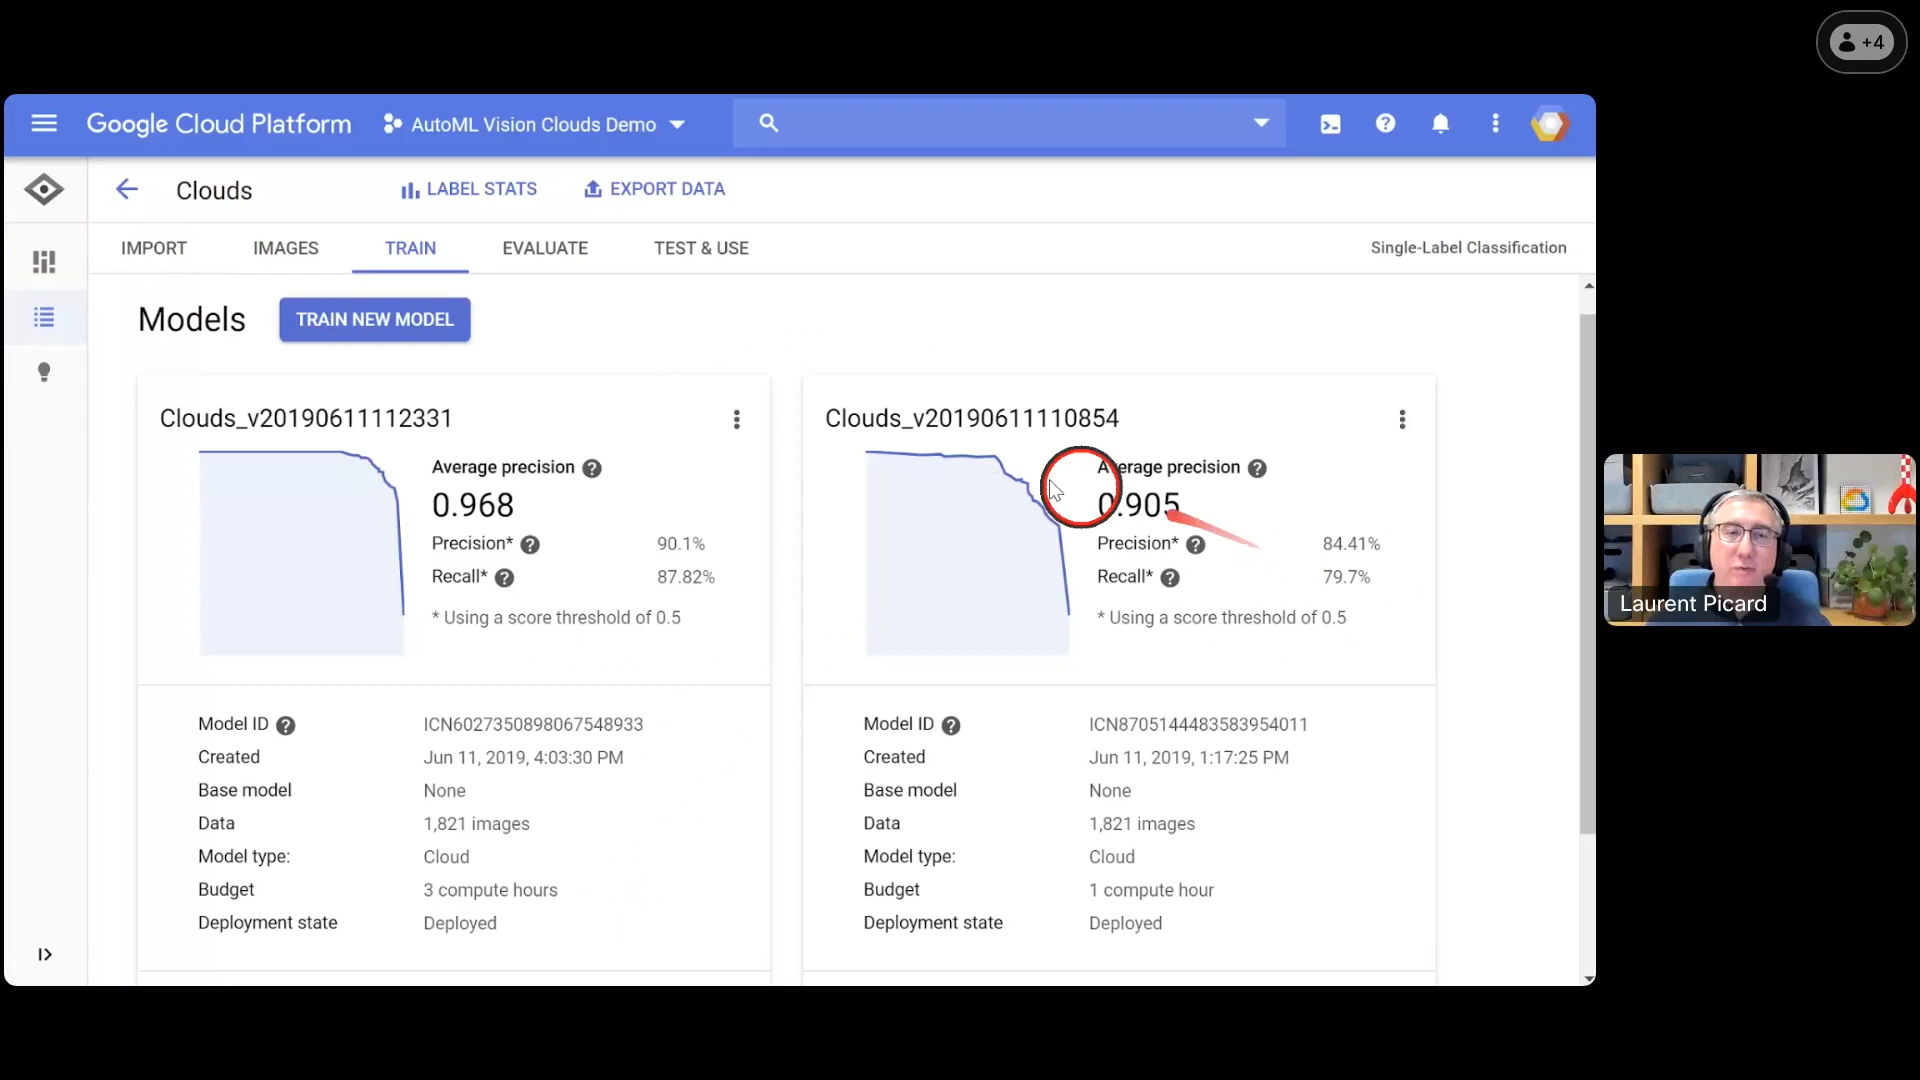 +4
Google Cloud Platform
AutoML Vision Clouds Demo
Clouds
LABEL STATS
EXPORT DATA
IMPORT
IMAGES
TRAIN
EVALUATE
TEST & USE
Single-Label Classification
Models
TRAIN NEW MODEL
Clouds_v20190611112331
Average precision
0.968
Precision* 90.1%
Recall* 87.82%
* Using a score threshold of 0.5
Model ID ICN6027350898067548933
Created Jun 11, 2019, 4:03:30 PM
Base model None
Data 1,821 images
Model type: Cloud
Budget 3 compute hours
Deployment state Deployed
Clouds_v20190611110854
Average precision
0.905
Precision* 84.41%
Recall* 79.7%
* Using a score threshold of 0.5
Model ID ICN8705144483583954011
Created Jun 11, 2019, 1:17:25 PM
Base model None
Data 1,821 images
Model type: Cloud
Budget 1 compute hour
Deployment state Deployed
Laurent Picard